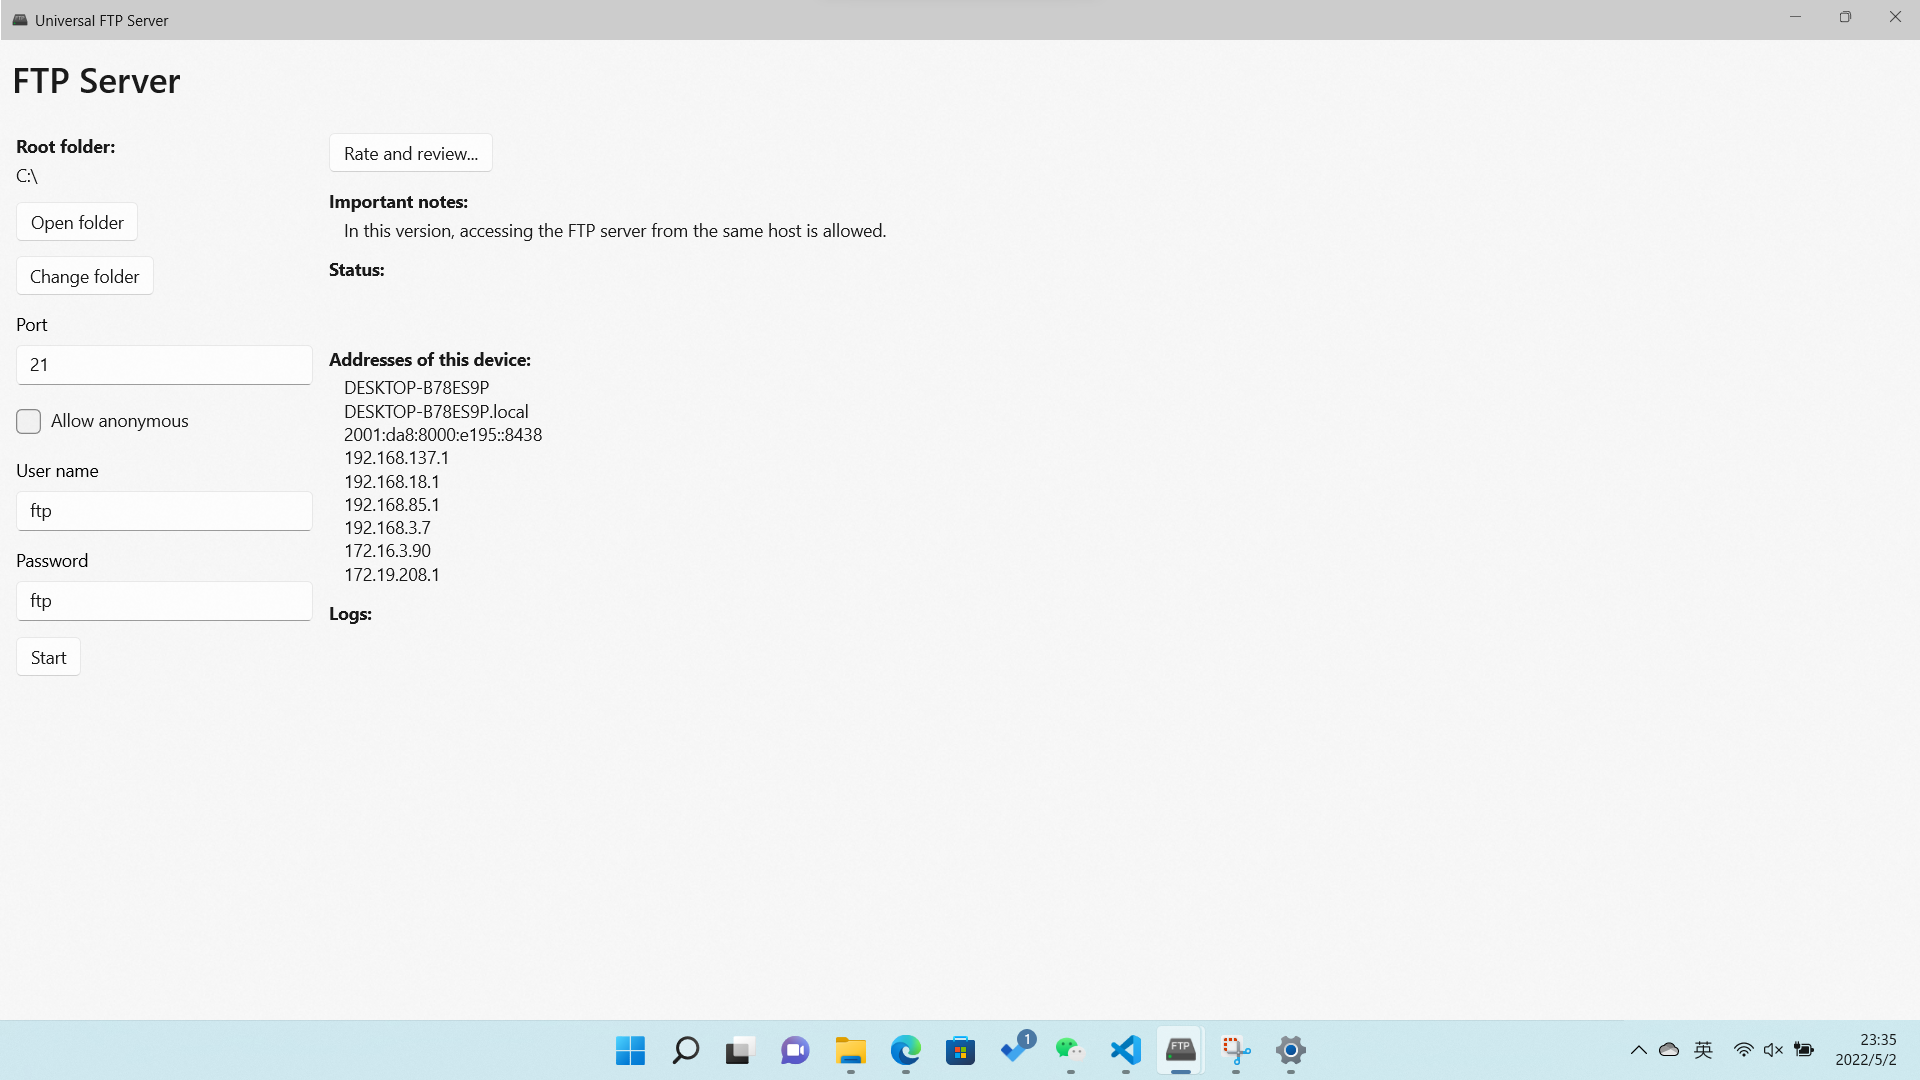 Universal FTP Server
FTP Server
Root folder:
C:\
Open folder
Change folder
Port
21
Allow anonymous
User name
ftp
Password
ftp
Start
Rate and review...
Important notes:
In this version, accessing the FTP server from the same host is allowed.
Status:
Addresses of this device:
DESKTOP-B78ES9P
DESKTOP-B78ES9P.local
2001:da8:8000:e195::8438
192.168.137.1
192.168.18.1
192.168.85.1
192.168.3.7
172.16.3.90
172.19.208.1
Logs:
1
FTP
英
23:35
2022/5/2